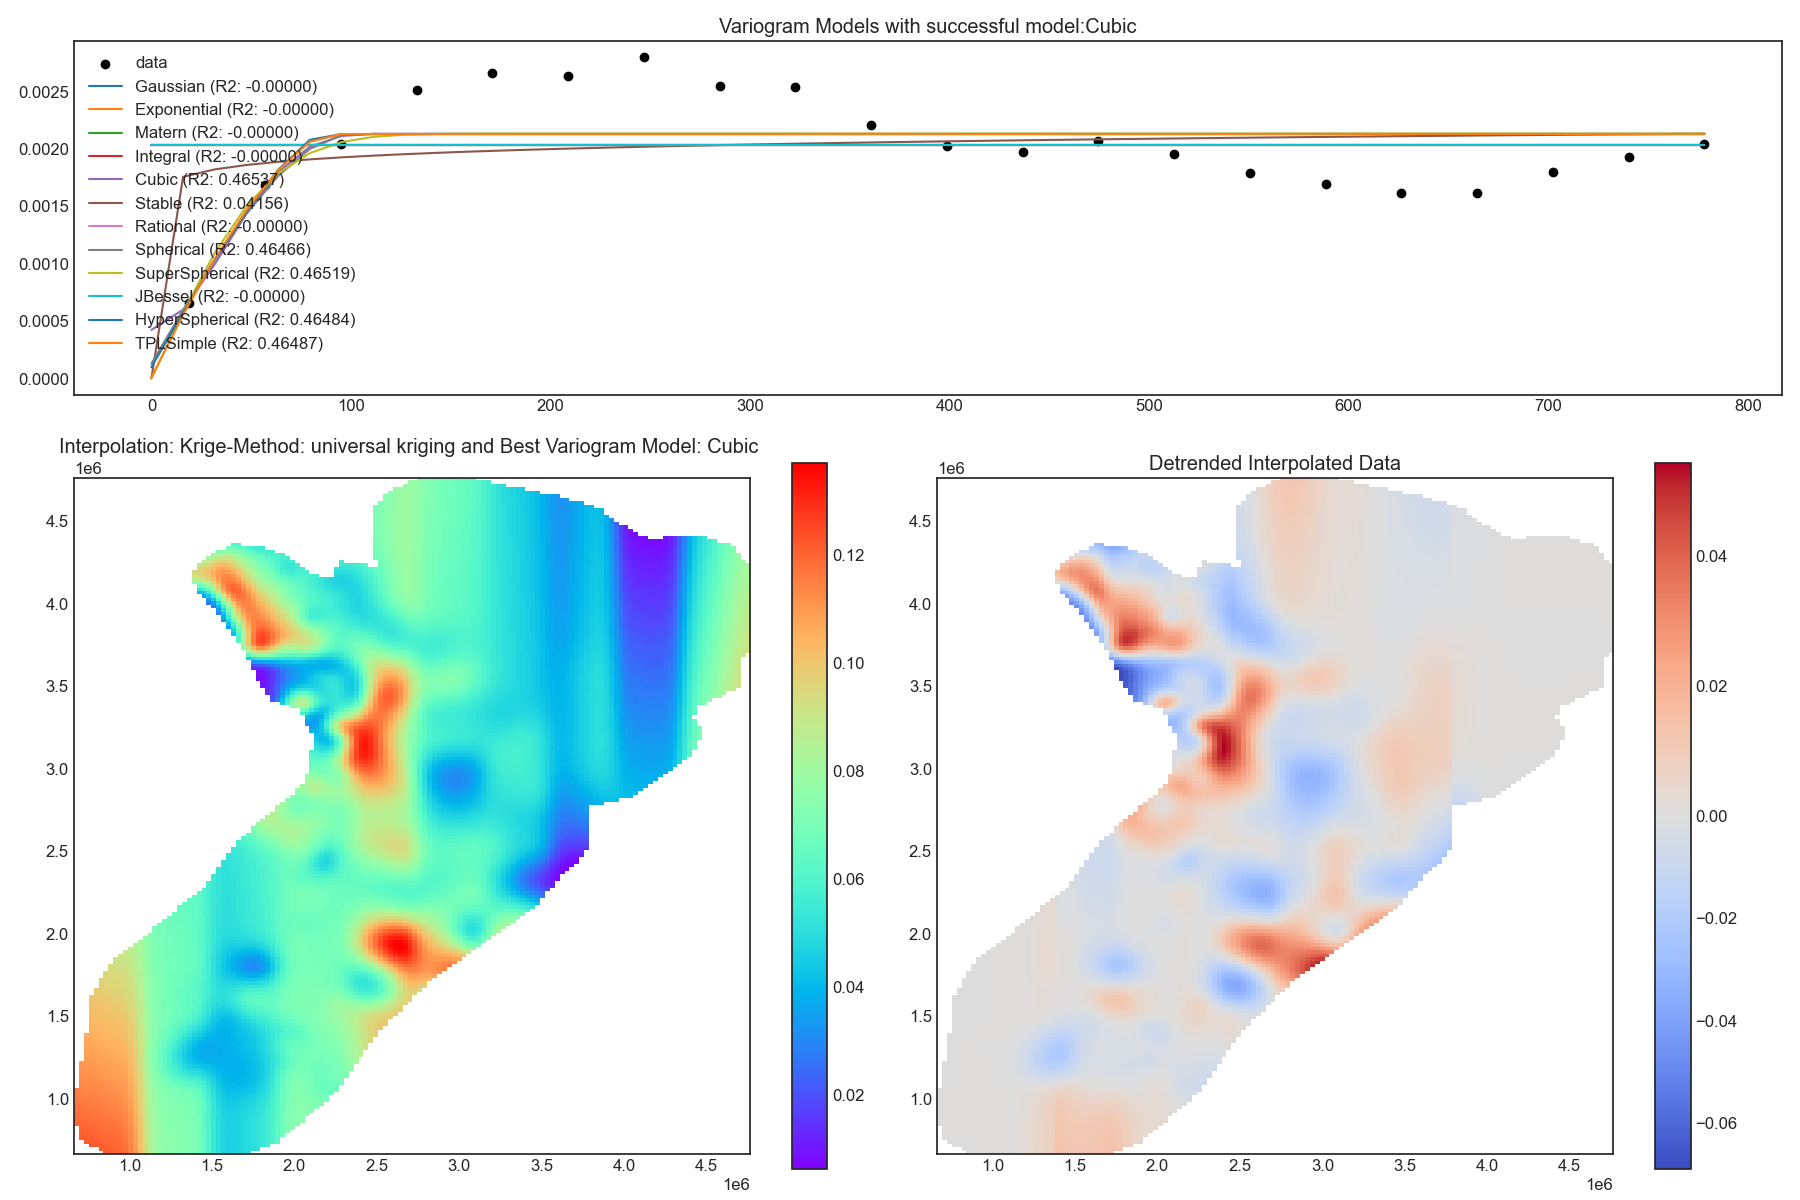 Variogram Models with successful model:Cubic
data
Gaussian (R2: -0.00000)
Exponential (R2: -0.00000)
Matern (R2: -0.00000)
Integral (R2: -0.00000)
Cubic (R2: 0.46537)
Stable (R2: 0.04156)
Rational (R2: -0.00000)
Spherical (R2: 0.46466)
SuperSpherical (R2: 0.46519)
JBessel (R2: -0.00000)
HyperSpherical (R2: 0.46484)
TPLSimple (R2: 0.46487)
0.0025
0.0020
0.0015
0.0010
0.0005
0.0000
0 100 200 300 400 500 600 700 800
Interpolation: Krige-Method: universal kriging and Best Variogram Model: Cubic
1e6
4.5
4.0
3.5
3.0
2.5
2.0
1.5
1.0
1.0 1.5 2.0 2.5 3.0 3.5 4.0 4.5
1e6
0.12
0.10
0.08
0.06
0.04
0.02
Detrended Interpolated Data
1e6
4.5
4.0
3.5
3.0
2.5
2.0
1.5
1.0
1.0 1.5 2.0 2.5 3.0 3.5 4.0 4.5
1e6
0.04
0.02
0.00
−0.02
−0.04
−0.06